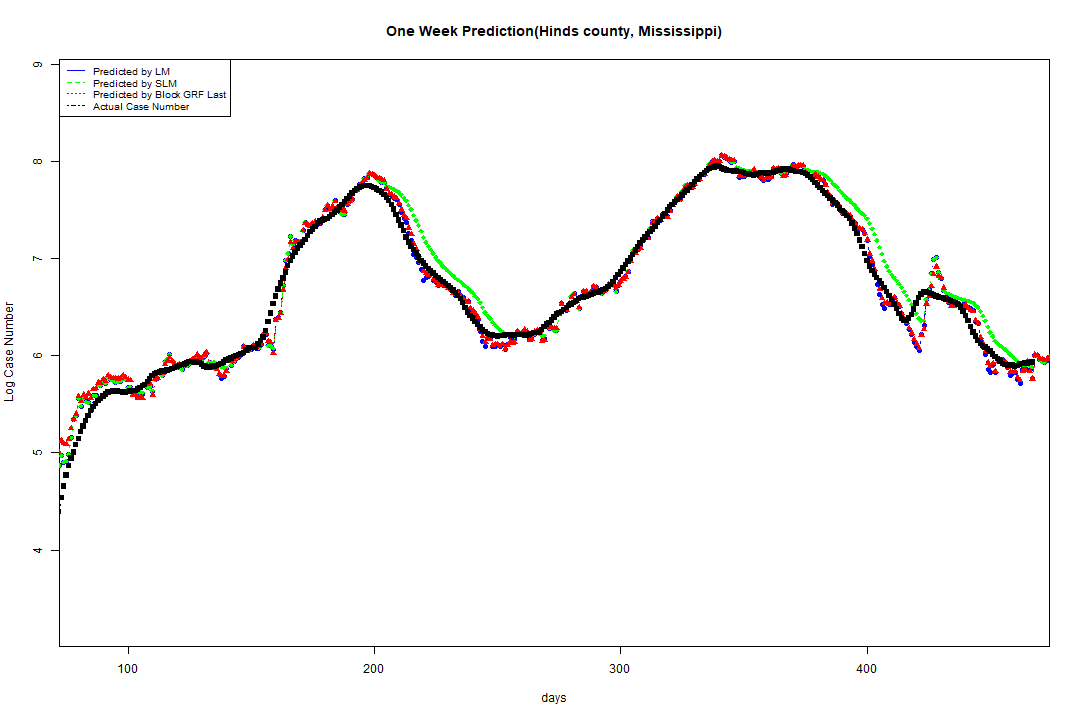 One Week Prediction(Hinds county, Mississippi)
Predicted by LM
Predicted by SLM
Predicted by Block GRF Last
Actual Case Number
9
8
7
6
5
4
Log Case Number
100 200 300 400
days